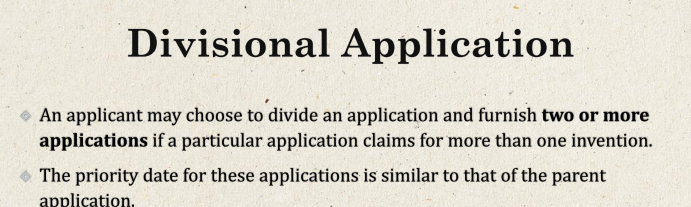 Divisional Application
An applicant may choose to divide an application and furnish two or more
applications if a particular application claims for more than one invention.
The priority date for these applications is similar to that of the parent
application.